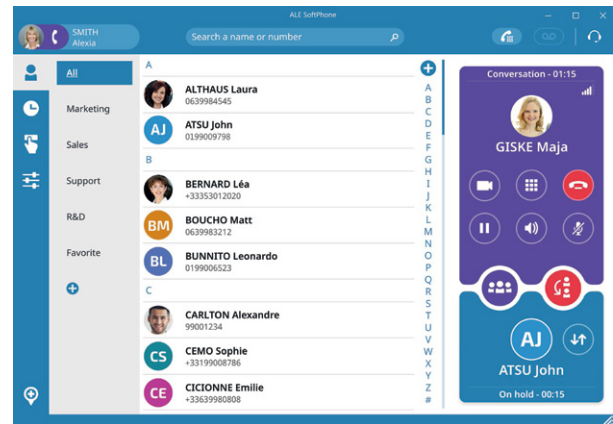 ALE SoftPhone
SMITH
Alexia
Search a name or number
All
Marketing
Sales
Support
R&D
Favorite
A
ALTHAUS Laura
0639984545
AJ
ATSU John
0199009798
B
BERNARD Léa
+33353012020
BM
BOUCHO Matt
0639983212
BL
BUNNITO Leonardo
0199006523
C
CARLTON Alexandre
99001234
CS
CEMO Sophie
+33199008786
CE
CICIONNE Emilie
+33639980808
A
B
C
D
E
F
G
H
I
J
K
L
M
N
O
P
Q
R
S
T
U
V
W
X
Y
Z
#
Conversation - 01:15
GISKE Maja
AJ
ATSU John
On hold - 00:15